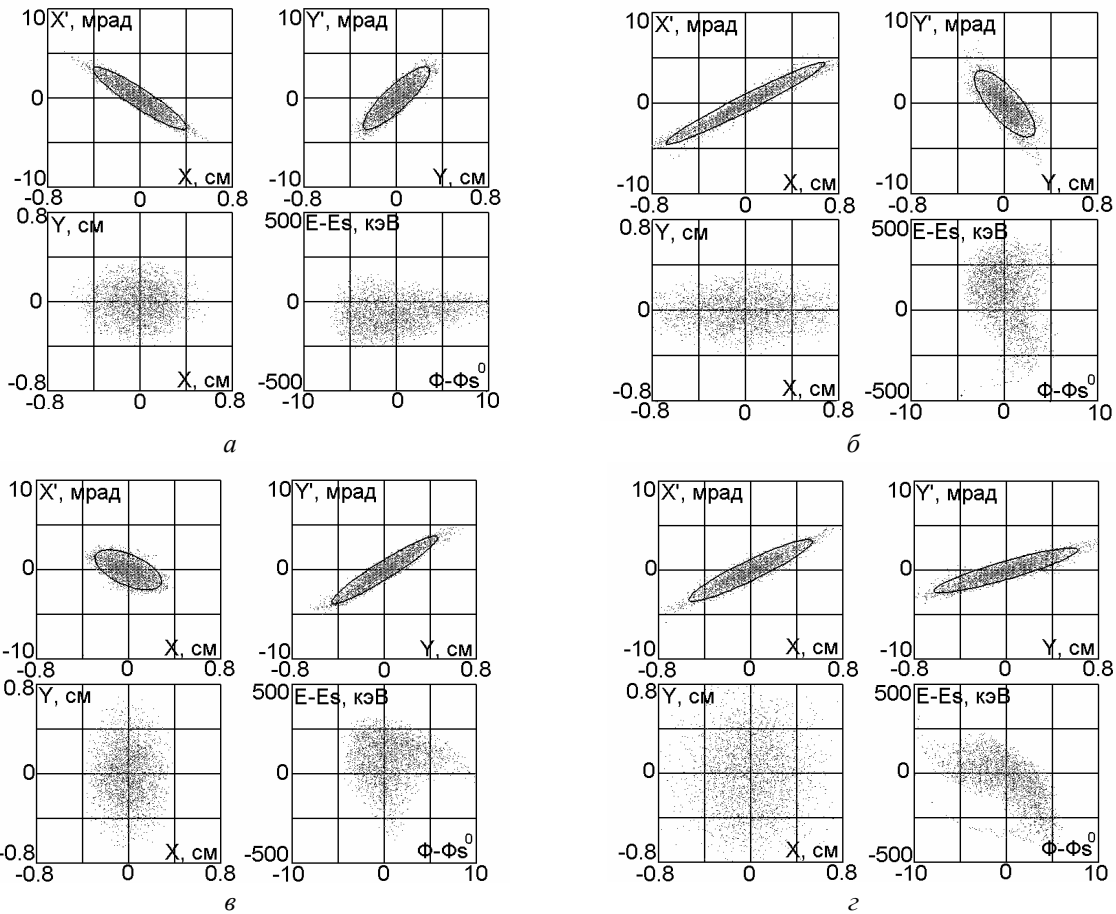 10 X', мрад
0
-10 X, см
-0.8 0 0.8
10 Y', мрад
0
-10 Y, см
-0.8 0 0.8
0.8 Y, см
0
-0.8 X, см
-0.8 0 0.8
500 E-Es, кэВ
0
-500 Ф-Фs⁰
-10 0 10
а
10 X', мрад
0
-10 X, см
-0.8 0 0.8
10 Y', мрад
0
-10 Y, см
-0.8 0 0.8
0.8 Y, см
0
-0.8 X, см
-0.8 0 0.8
500 E-Es, кэВ
0
-500 Ф-Фs⁰
-10 0 10
б
10 X', мрад
0
-10 X, см
-0.8 0 0.8
10 Y', мрад
0
-10 Y, см
-0.8 0 0.8
0.8 Y, см
0
-0.8 X, см
-0.8 0 0.8
500 E-Es, кэВ
0
-500 Ф-Фs⁰
-10 0 10
в
10 X', мрад
0
-10 X, см
-0.8 0 0.8
10 Y', мрад
0
-10 Y, см
-0.8 0 0.8
0.8 Y, см
0
-0.8 X, см
-0.8 0 0.8
500 E-Es, кэВ
0
-500 Ф-Фs⁰
-10 0 10
г